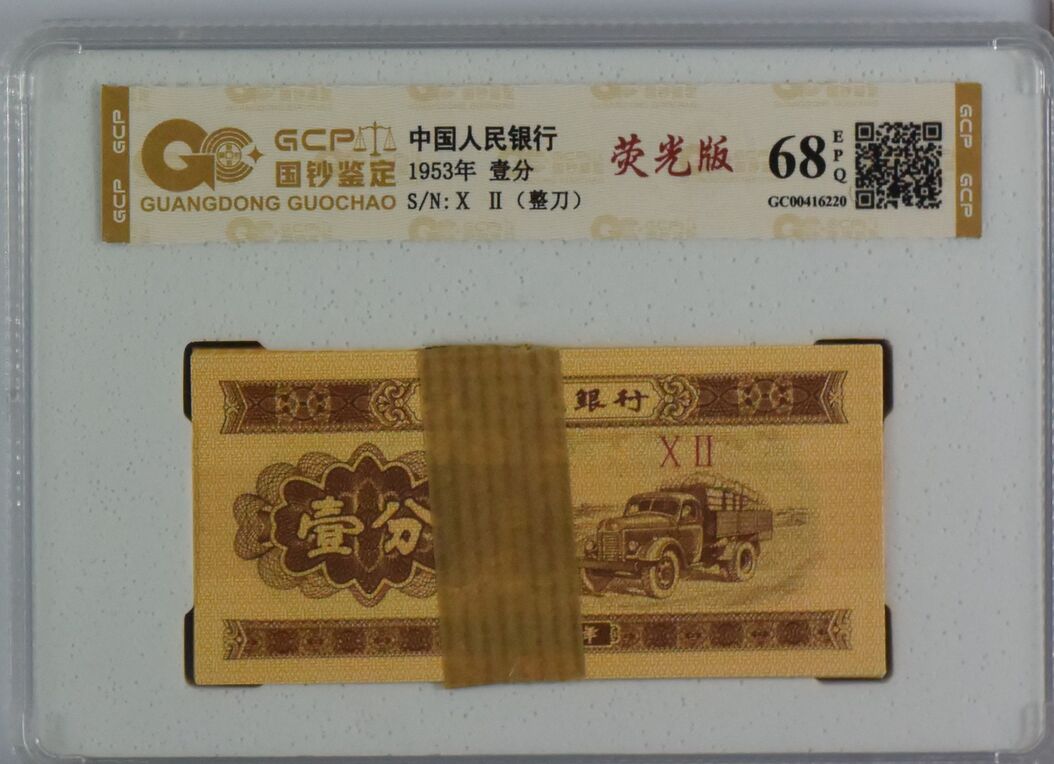 GCP
GCP
GC
GCP
国钞鉴定
GUANGDONG GUOCHAO
中国人民银行
1953年 壹分
S/N: X Ⅱ（整刀）
荧光版
68
EPQ
GC00416220
GCP
GCP
銀行
X Ⅱ
壹分
年